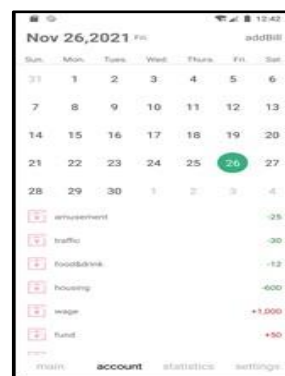 12:42
Nov 26,2021 Fri. addBill
Sun. Mon. Tues. Wed. Thurs. Fri. Sat.
31 1 2 3 4 5 6
7 8 9 10 11 12 13
14 15 16 17 18 19 20
21 22 23 24 25 26 27
28 29 30 1 2 3 4
amusement -25
traffic -30
food&drink -12
housing -600
wage +1,000
fund +50
main account statistics settings